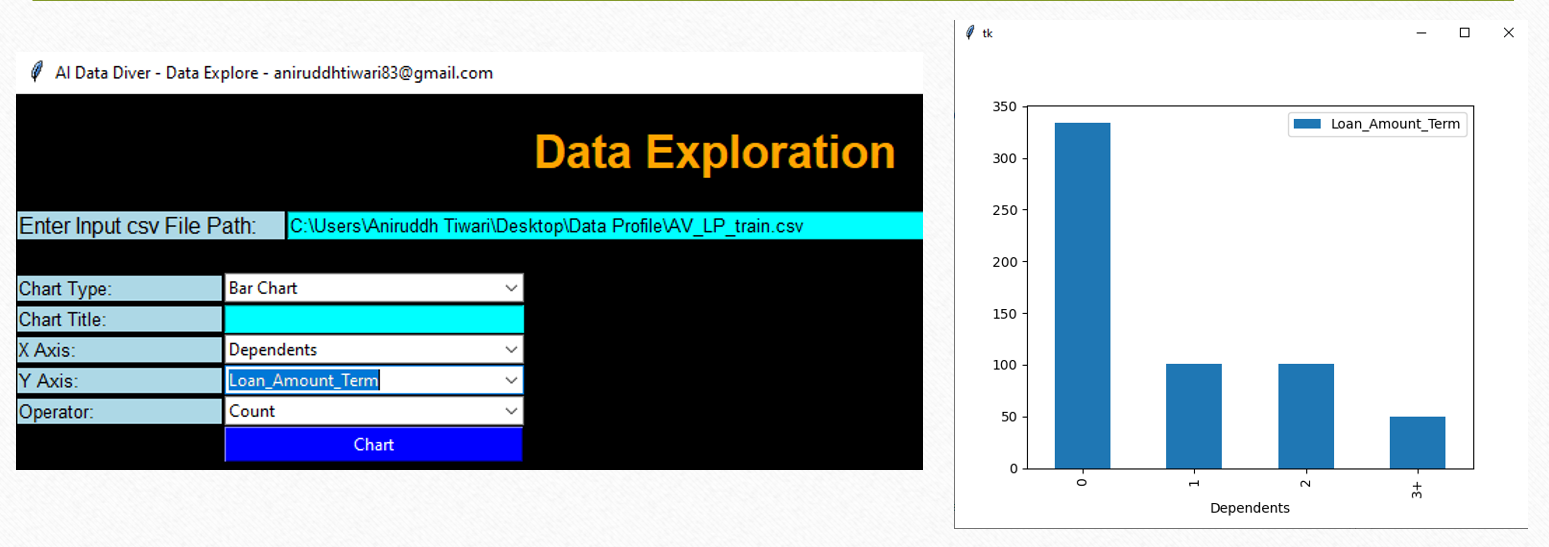 AI Data Diver - Data Explore - aniruddhtiwari83@gmail.com
Data Exploration
Enter Input csv File Path: C:\Users\Aniruddh Tiwari\Desktop\Data Profile\AV_LP_train.csv
Chart Type: Bar Chart
Chart Title:
X Axis: Dependents
Y Axis: Loan_Amount_Term
Operator: Count
Chart
tk
Loan_Amount_Term
350
300
250
200
150
100
50
0
0 1 2 3+
Dependents